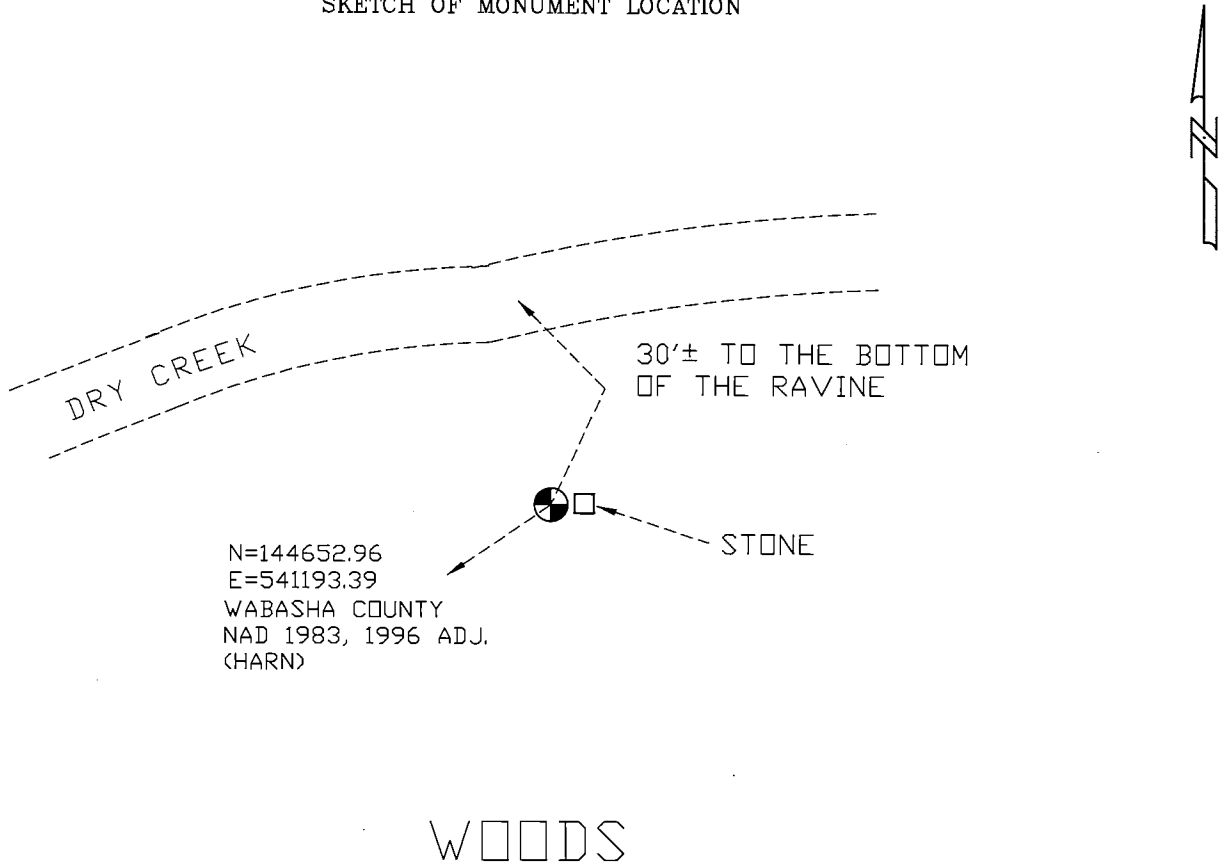 SKETCH OF MONUMENT LOCATION
N
DRY CREEK
30'± TO THE BOTTOM
OF THE RAVINE
STONE
N=144652.96
E=541193.39
WABASHA COUNTY
NAD 1983, 1996 ADJ.
(HARN)
WOODS